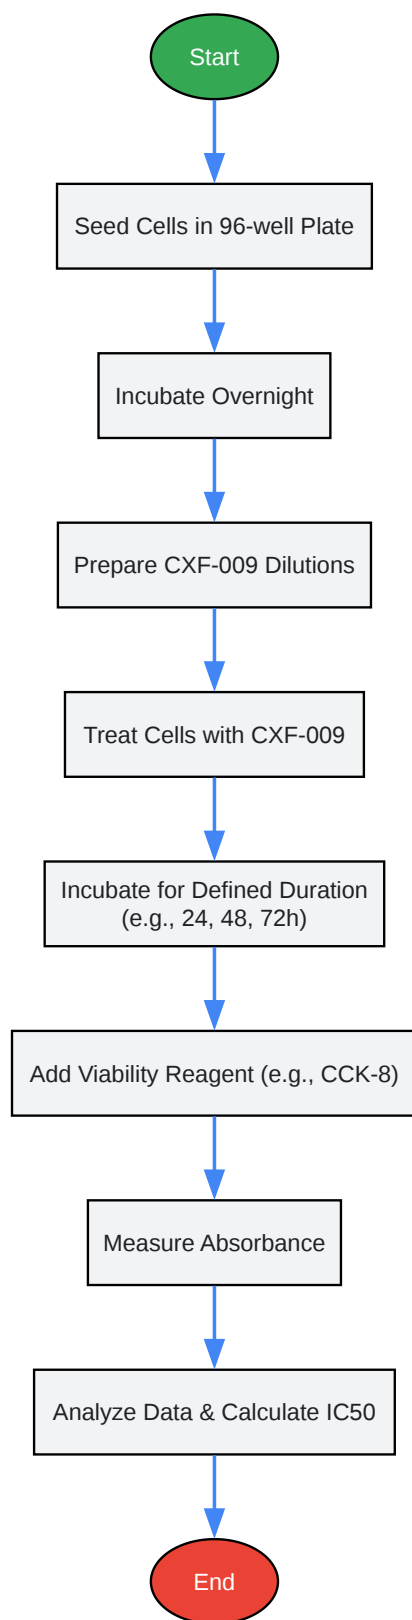 Start
Seed Cells in 96-well Plate
Incubate Overnight
Prepare CXF-009 Dilutions
Treat Cells with CXF-009
Incubate for Defined Duration
(e.g., 24, 48, 72h)
Add Viability Reagent (e.g., CCK-8)
Measure Absorbance
Analyze Data & Calculate IC50
End